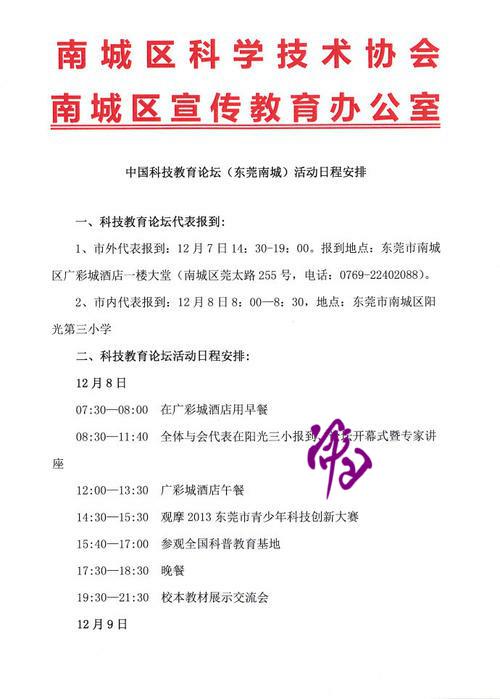 南城区科学技术协会
南城区宣传教育办公室
中国科技教育论坛（东莞南城）活动日程安排
一、科技教育论坛代表报到:
1、市外代表报到：12月7日14：30-19：00。报到地点：东莞市南城
区广彩城酒店一楼大堂（南城区莞太路255号，电话：0769-22402088）。
2、市内代表报到：12月8日8：00—8：30，地点：东莞市南城区阳
光第三小学
二、科技教育论坛活动日程安排:
12月8日
07:30—08:00 在广彩城酒店用早餐
08:30—11:40 全体与会代表在阳光三小报到、 开幕式暨专家讲
座
12:00—13:30 广彩城酒店午餐
14:30—15:30 观摩2013东莞市青少年科技创新大赛
15:40—17:00 参观全国科普教育基地
17:30—18:30 晚餐
19:30—21:30 校本教材展示交流会
12月9日